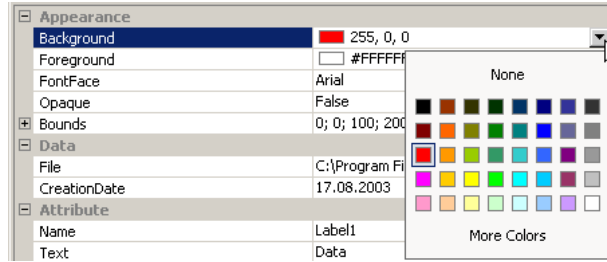 Appearance
Background 255, 0, 0
Foreground #FFFFFF
FontFace Arial
None
Opaque False
Bounds 0; 0; 100; 200
Data
File C:\Program Fi
CreationDate 17.08.2003
Attribute
Name Label1
More Colors
Text Data